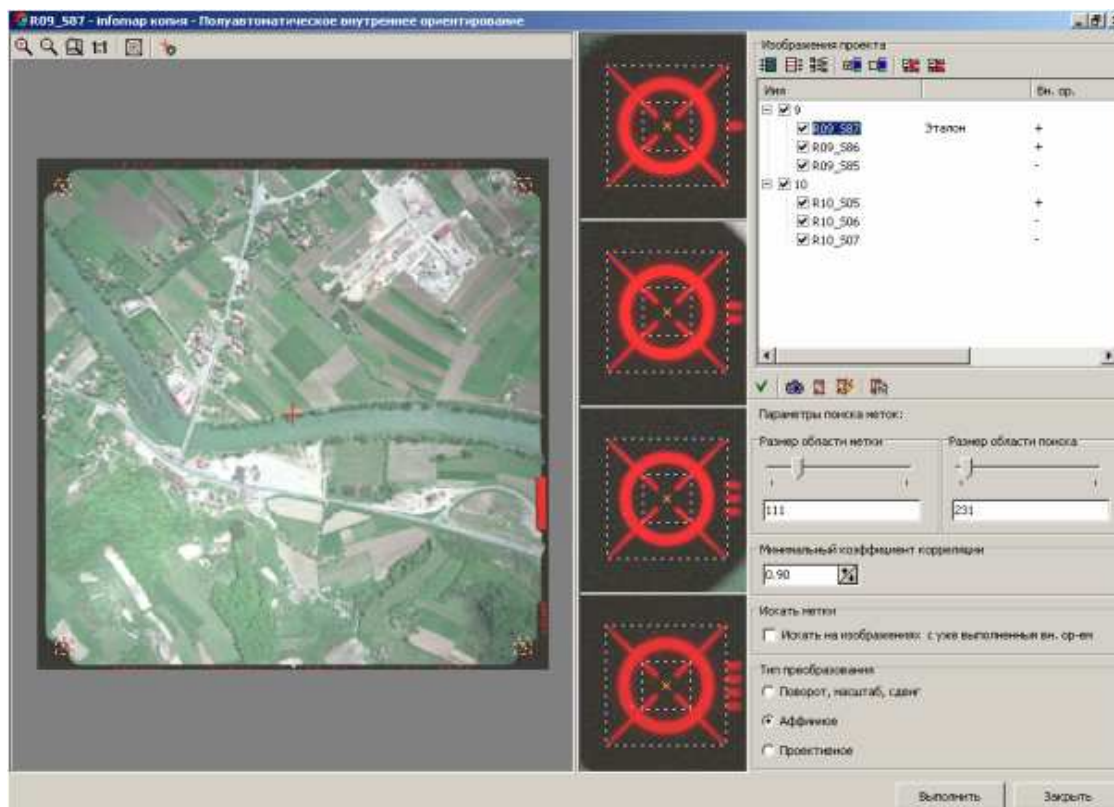 R09_587 - infomap копия - Полуавтоматическое внутреннее ориентирование
1:1
Изображения проекта
Имя Вн. ор.
9
R09_587 Эталон +
R09_586 +
R09_585 -
10
R10_505 +
R10_506 -
R10_507 -
Параметры поиска меток:
Размер области метки Размер области поиска
111 231
Минимальный коэффициент корреляции
0.90
Искать метки
Искать на изображениях с уже выполненным вн. ор-ем
Тип преобразования
Поворот, масштаб, сдвиг
Аффинное
Проективное
Выполнить Закрыть